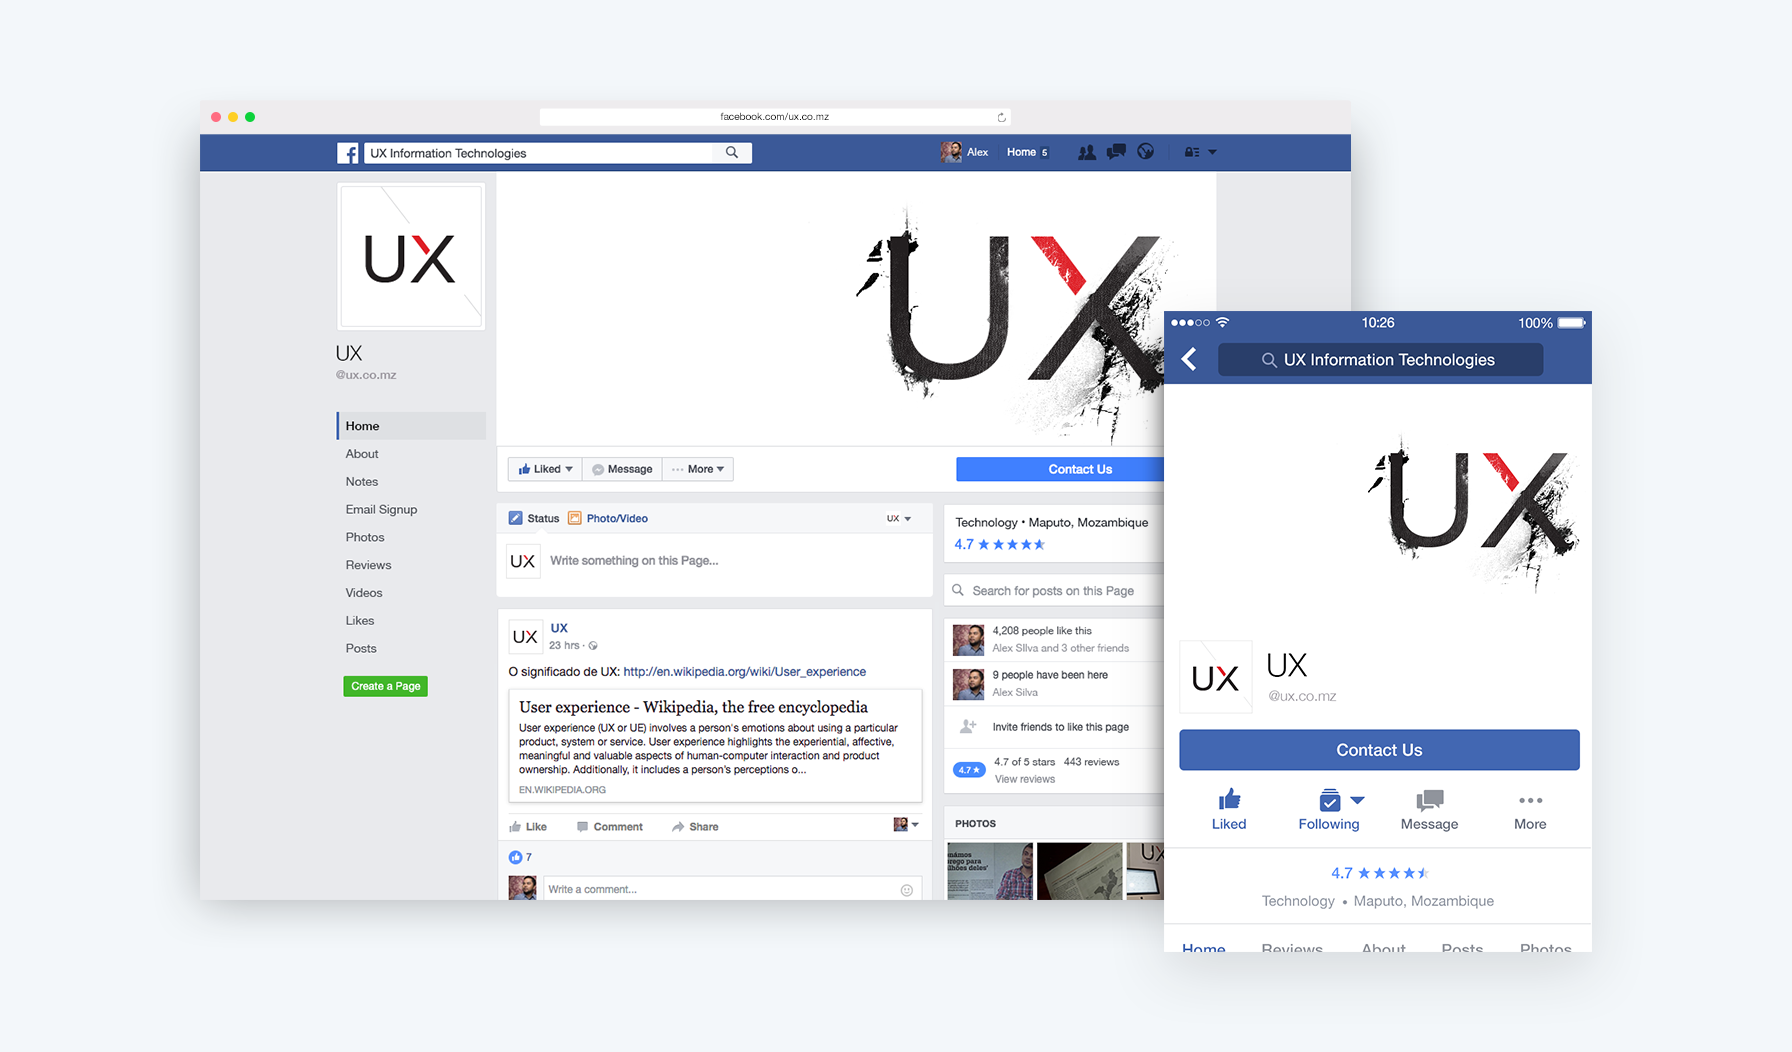 facebook.com/ux.co.mz
UX Information Technologies
Alex
Home 5
UX
UX
@ux.co.mz
Home
About
Notes
Email Signup
Photos
Reviews
Videos
Likes
Posts
Create a Page
UX
Liked
Message
More
Contact Us
Status
Photo/Video
UX
UX
Write something on this Page...
UX
UX
23 hrs ·
O significado de UX: http://en.wikipedia.org/wiki/User_experience
User experience - Wikipedia, the free encyclopedia
User experience (UX or UE) involves a person's emotions about using a particular
product, system or service. User experience highlights the experiential, affective,
meaningful and valuable aspects of human-computer interaction and product
ownership. Additionally, it includes a person's perceptions o...
EN.WIKIPEDIA.ORG
Like
Comment
Share
7
Write a comment...
Technology • Maputo, Mozambique
4.7
Search for posts on this Page
4,208 people like this
Alex SIlva and 3 other friends
9 people have been here
Alex Silva
Invite friends to like this page
4.7
4.7 of 5 stars 443 reviews
View reviews
PHOTOS
UX
10:26
100%
UX Information Technologies
UX
UX
UX
@ux.co.mz
Contact Us
Liked
Following
Message
More
4.7
Technology • Maputo, Mozambique
Home
Reviews
About
Posts
Photos